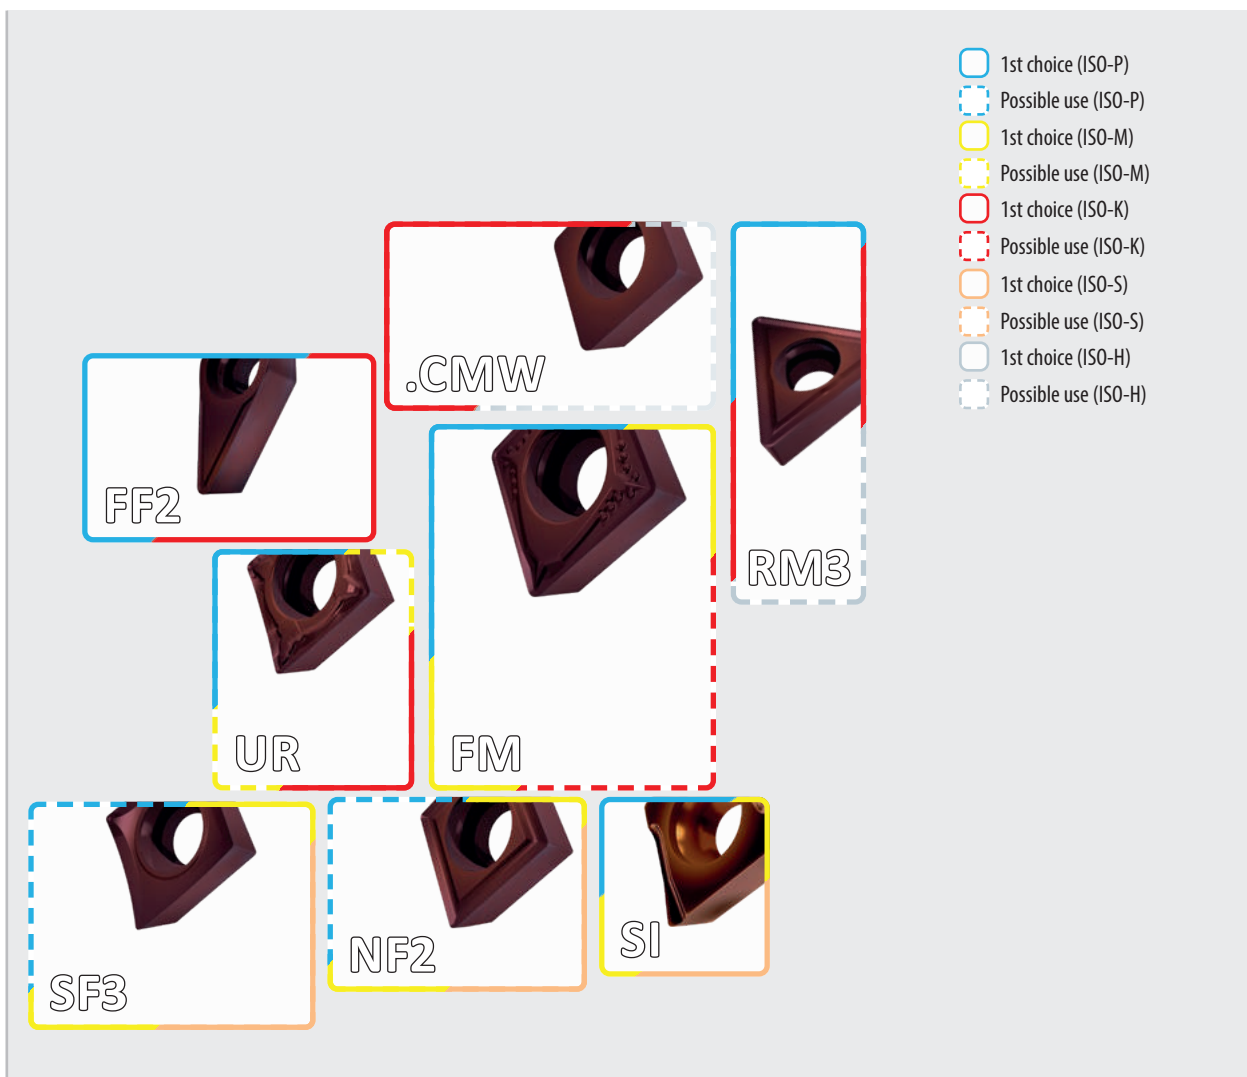 1st choice (ISO-P)
Possible use (ISO-P)
1st choice (ISO-M)
Possible use (ISO-M)
1st choice (ISO-K)
Possible use (ISO-K)
1st choice (ISO-S)
Possible use (ISO-S)
1st choice (ISO-H)
Possible use (ISO-H)
.CMW
FF2
RM3
UR
FM
SF3
NF2
SI